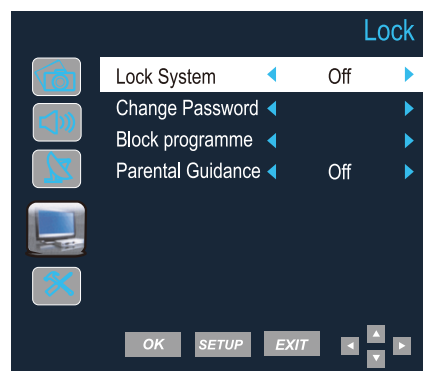 Lock
Lock System Off
Change Password
Block programme
Parental Guidance Off
OK SETUP EXIT